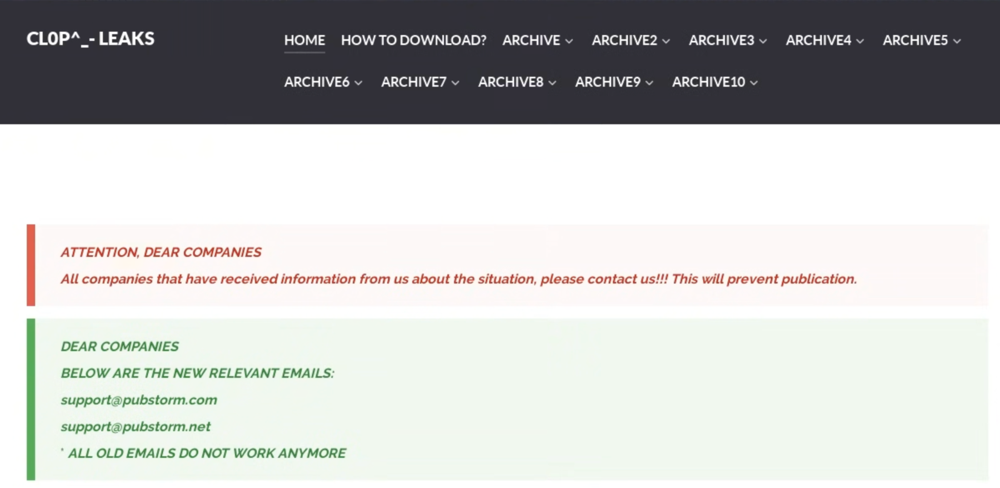 CL0P^_- LEAKS
HOME HOW TO DOWNLOAD? ARCHIVE ARCHIVE2 ARCHIVE3 ARCHIVE4 ARCHIVE5
ARCHIVE6 ARCHIVE7 ARCHIVE8 ARCHIVE9 ARCHIVE10
ATTENTION, DEAR COMPANIES
All companies that have received information from us about the situation, please contact us!!! This will prevent publication.
DEAR COMPANIES
BELOW ARE THE NEW RELEVANT EMAILS:
support@pubstorm.com
support@pubstorm.net
* ALL OLD EMAILS DO NOT WORK ANYMORE